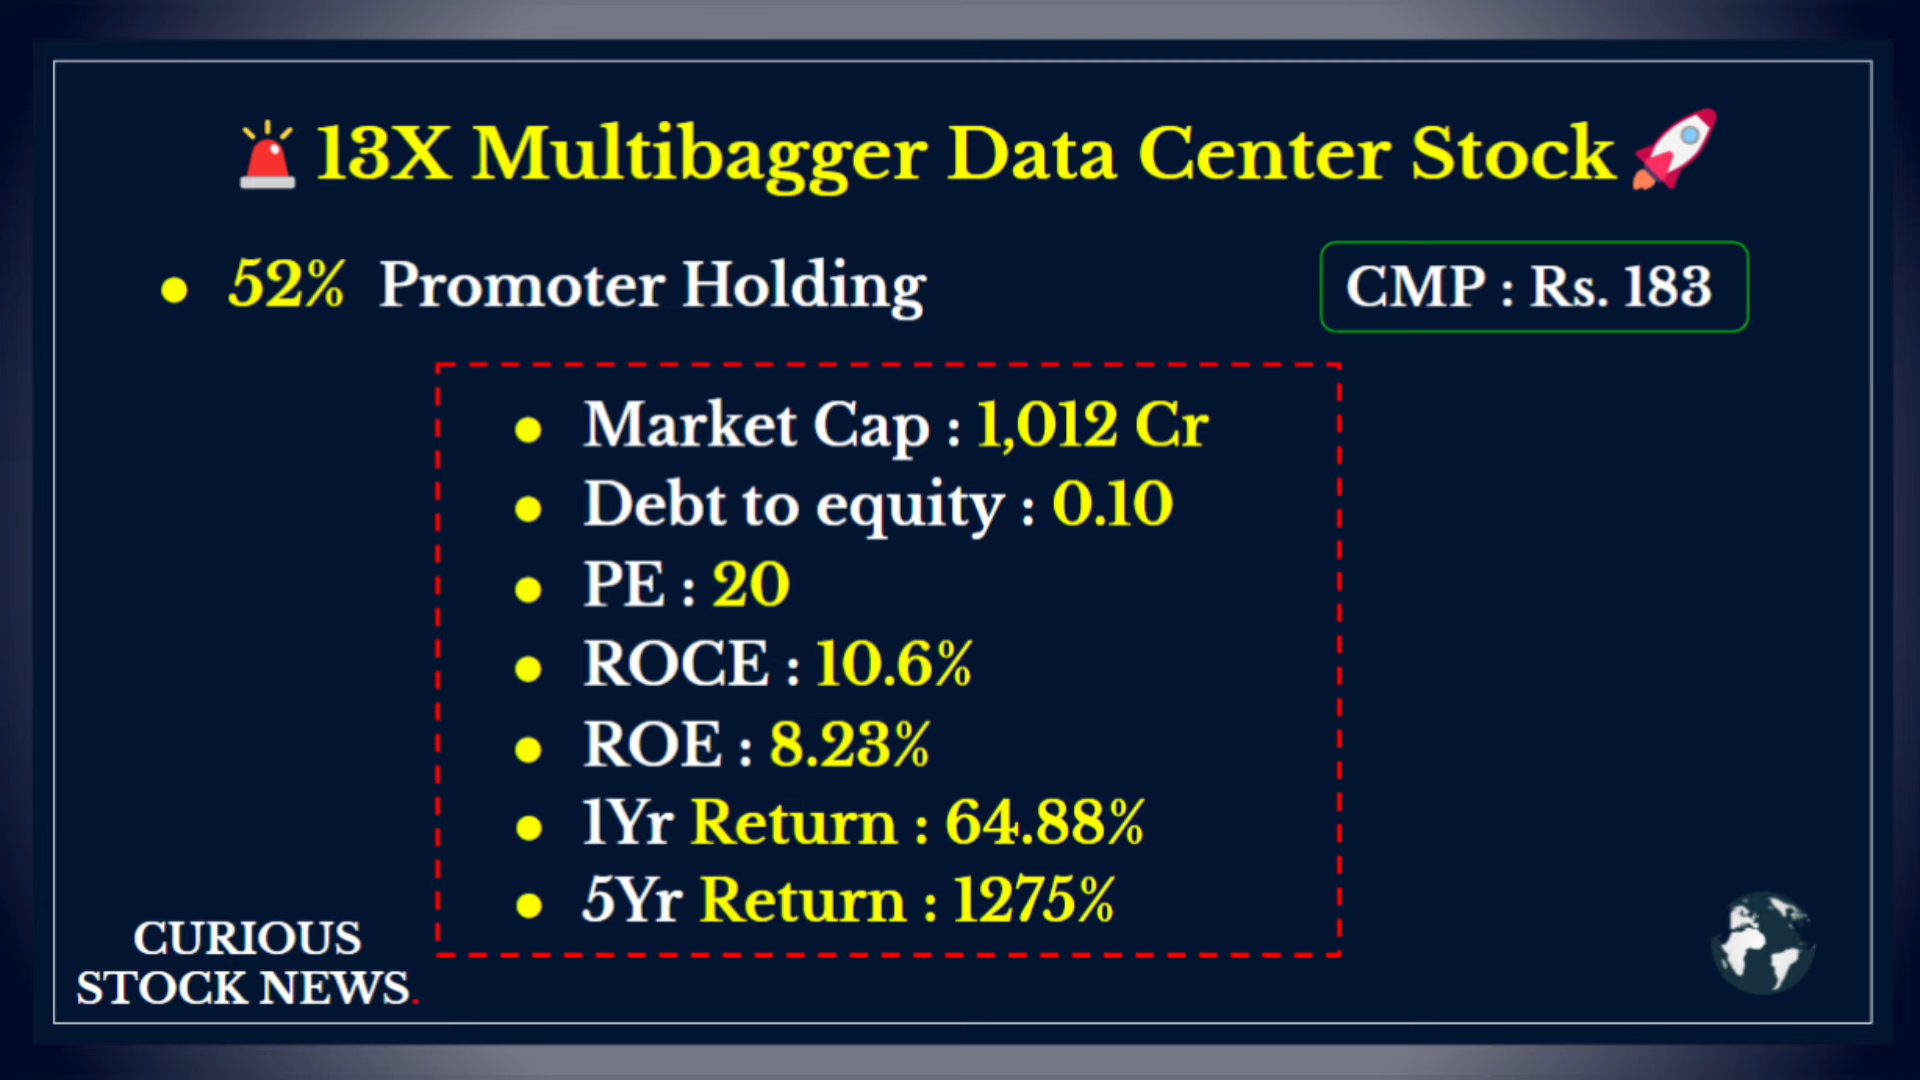 13X Multibagger Data Center Stock
52% Promoter Holding
CMP : Rs. 183
Market Cap : 1,012 Cr
Debt to equity : 0.10
PE : 20
ROCE : 10.6%
ROE : 8.23%
1Yr Return : 64.88%
5Yr Return : 1275%
CURIOUS
STOCK NEWS.